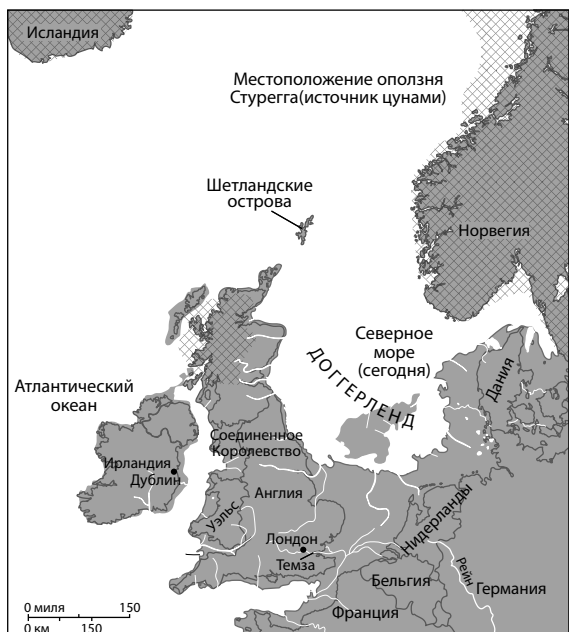 Исландия
Местоположение оползня
Стурегга(источник цунами)
Шетландские
острова
Норвегия
Северное
море
(сегодня)
ДОГГЕРЛЕНД
Дания
Атлантический
океан
Соединенное
Королевство
Ирландия
Дублин
Англия
Уэльс
Нидерланды
Лондон
Темза
Бельгия
Рейн
Германия
Франция
0 миля 150
0 км 150